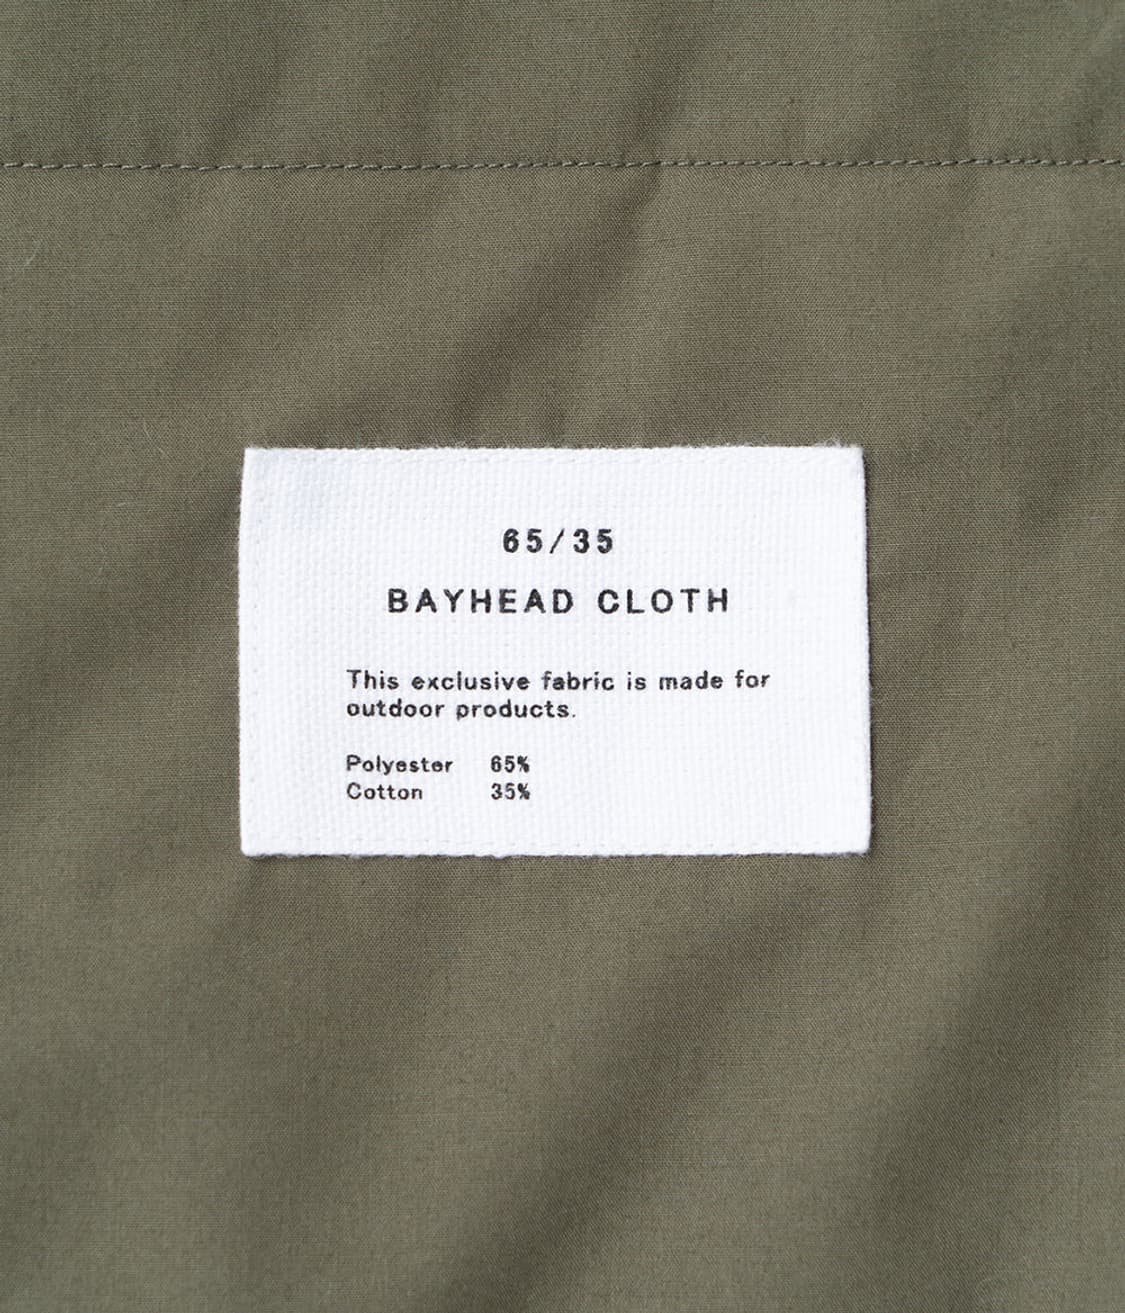 65/35
BAYHEAD CLOTH
This exclusive fabric is made for
outdoor products.
Polyester 65%
Cotton 35%